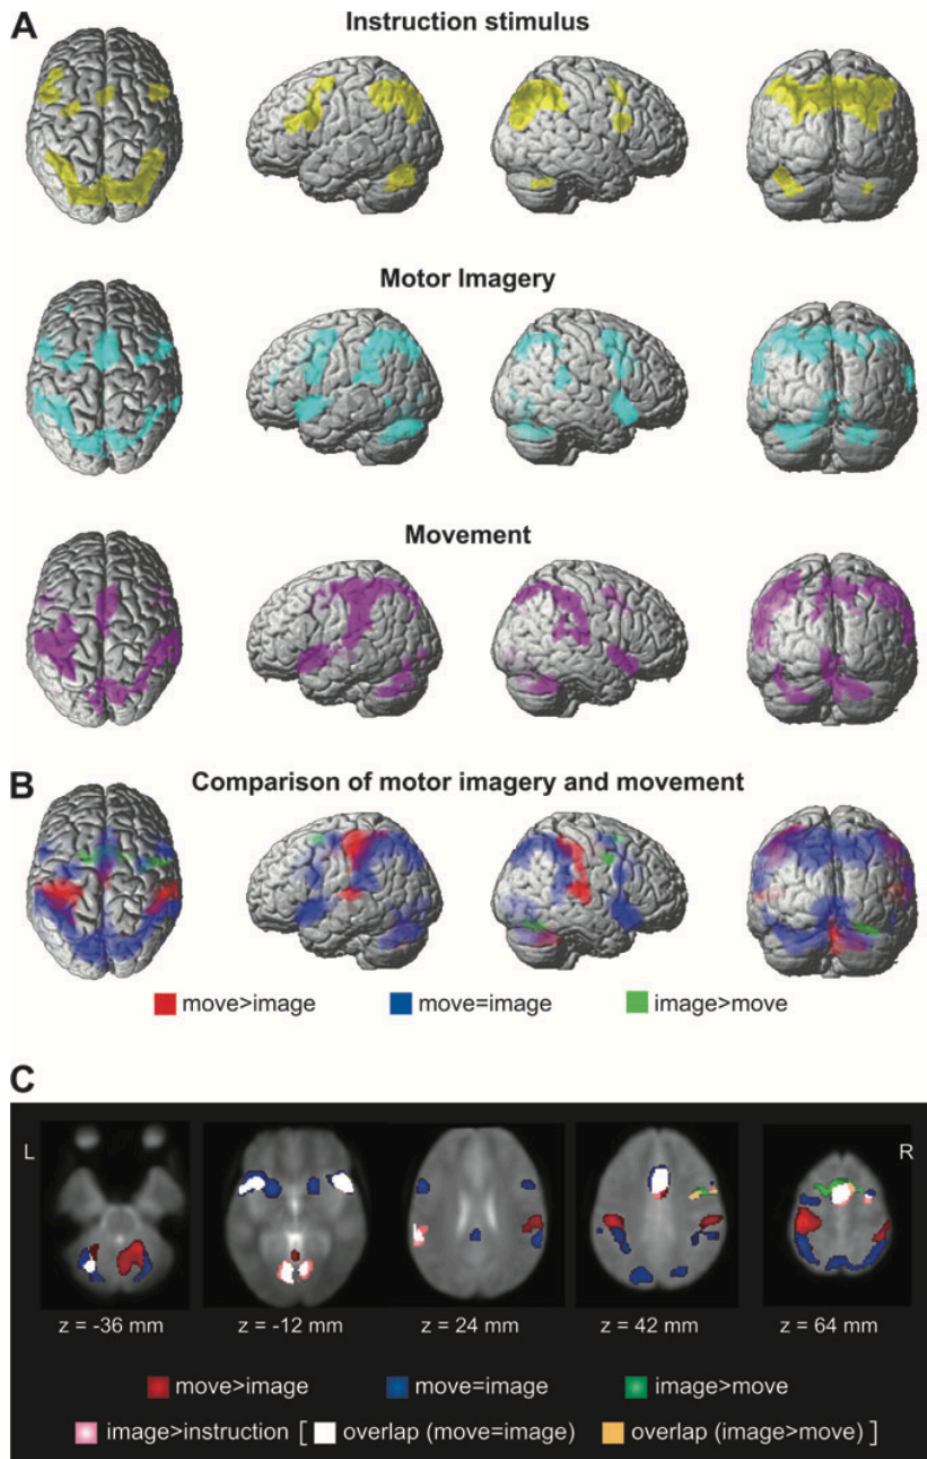 A
Instruction stimulus
Motor Imagery
Movement
B
Comparison of motor imagery and movement
move>image move=image image>move
C
L R
z = -36 mm z = -12 mm z = 24 mm z = 42 mm z = 64 mm
move>image move=image image>move
image>instruction [ overlap (move=image) overlap (image>move) ]